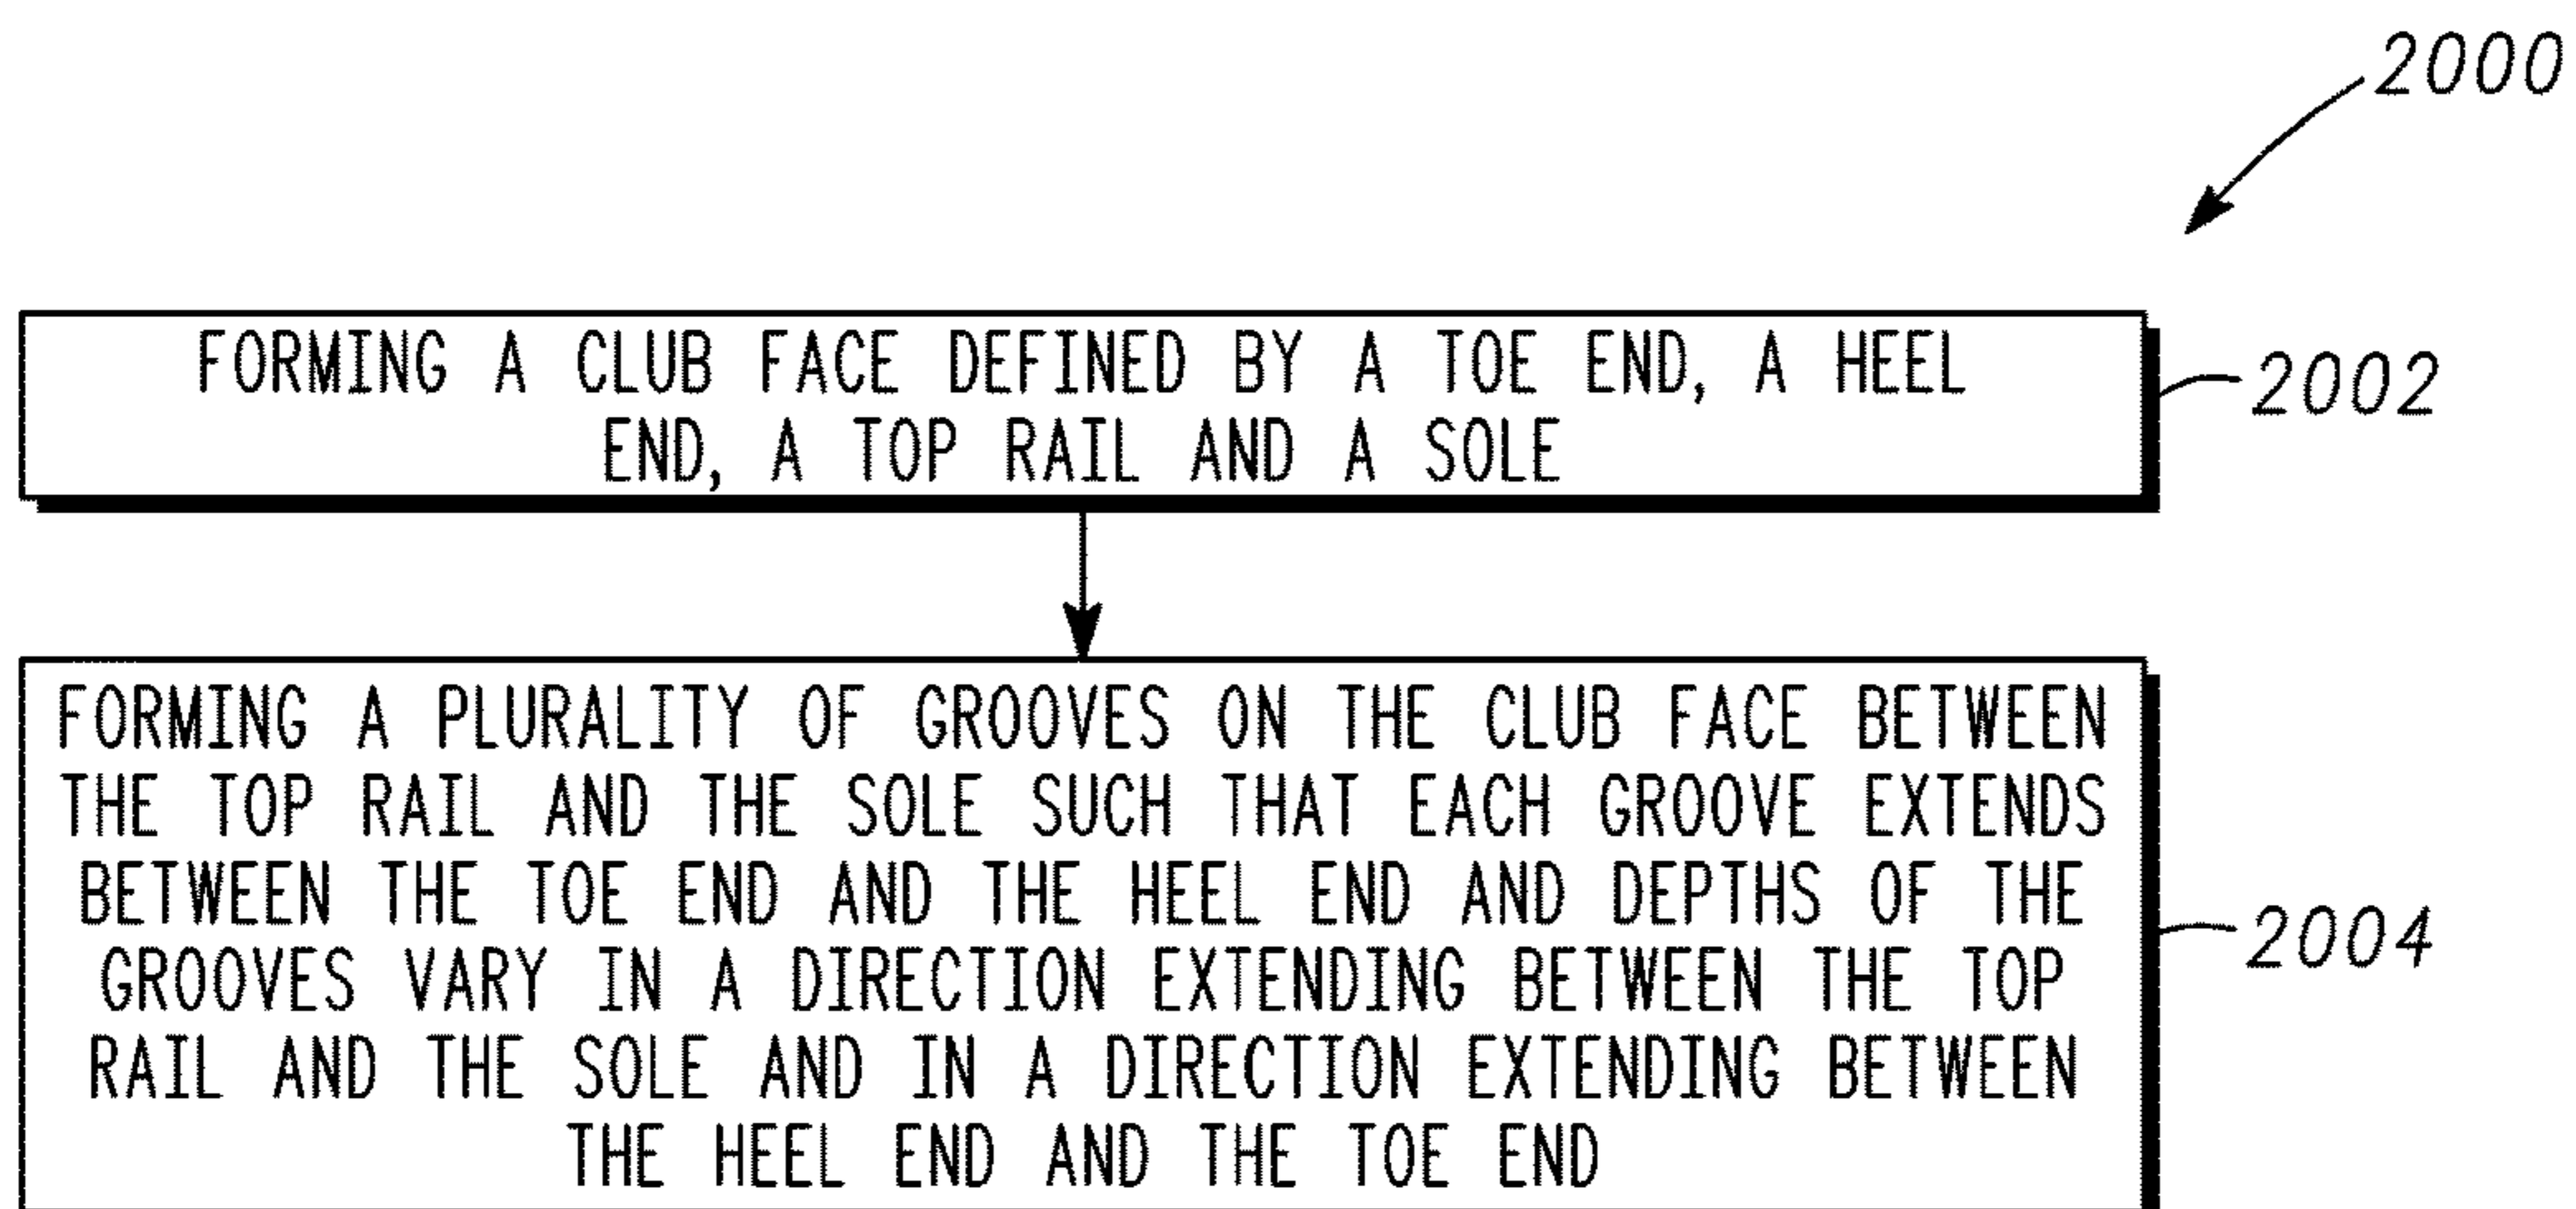 2000
FORMING A CLUB FACE DEFINED BY A TOE END, A HEEL
END, A TOP RAIL AND A SOLE
2002
FORMING A PLURALITY OF GROOVES ON THE CLUB FACE BETWEEN
THE TOP RAIL AND THE SOLE SUCH THAT EACH GROOVE EXTENDS
BETWEEN THE TOE END AND THE HEEL END AND DEPTHS OF THE
GROOVES VARY IN A DIRECTION EXTENDING BETWEEN THE TOP
RAIL AND THE SOLE AND IN A DIRECTION EXTENDING BETWEEN
THE HEEL END AND THE TOE END
2004